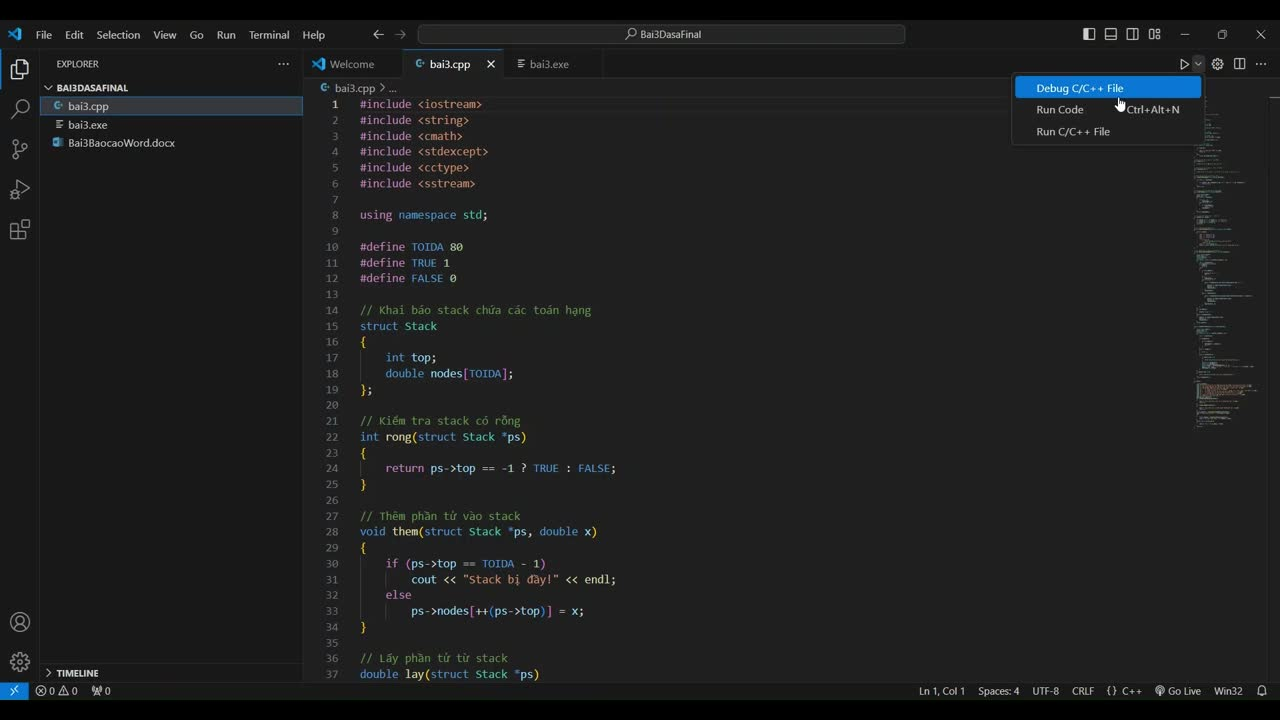 File Edit Selection View Go Run Terminal Help
Bai3DasaFinal
EXPLORER
BAI3DASAFINAL
bai3.cpp
bai3.exe
Bai3BaocaoWord.docx
TIMELINE
Welcome bai3.cpp bai3.exe
bai3.cpp > ...
Debug C/C++ File
Run Code Ctrl+Alt+N
Run C/C++ File
1 #include <iostream>
2 #include <string>
3 #include <cmath>
4 #include <stdexcept>
5 #include <cctype>
6 #include <sstream>
7
8 using namespace std;
9
10 #define TOIDA 80
11 #define TRUE 1
12 #define FALSE 0
13
14 // Khai báo stack chứa các toán hạng
15 struct Stack
16 {
17 int top;
18 double nodes[TOIDA];
19 };
20
21 // Kiểm tra stack có rỗng
22 int rong(struct Stack *ps)
23 {
24 return ps->top == -1 ? TRUE : FALSE;
25 }
26
27 // Thêm phần tử vào stack
28 void them(struct Stack *ps, double x)
29 {
30 if (ps->top == TOIDA - 1)
31 cout << "Stack bị đầy!" << endl;
32 else
33 ps->nodes[++(ps->top)] = x;
34 }
35
36 // Lấy phần tử từ stack
37 double lay(struct Stack *ps)
0 0 0 Ln 1, Col 1 Spaces: 4 UTF-8 CRLF {} C++ Go Live Win32